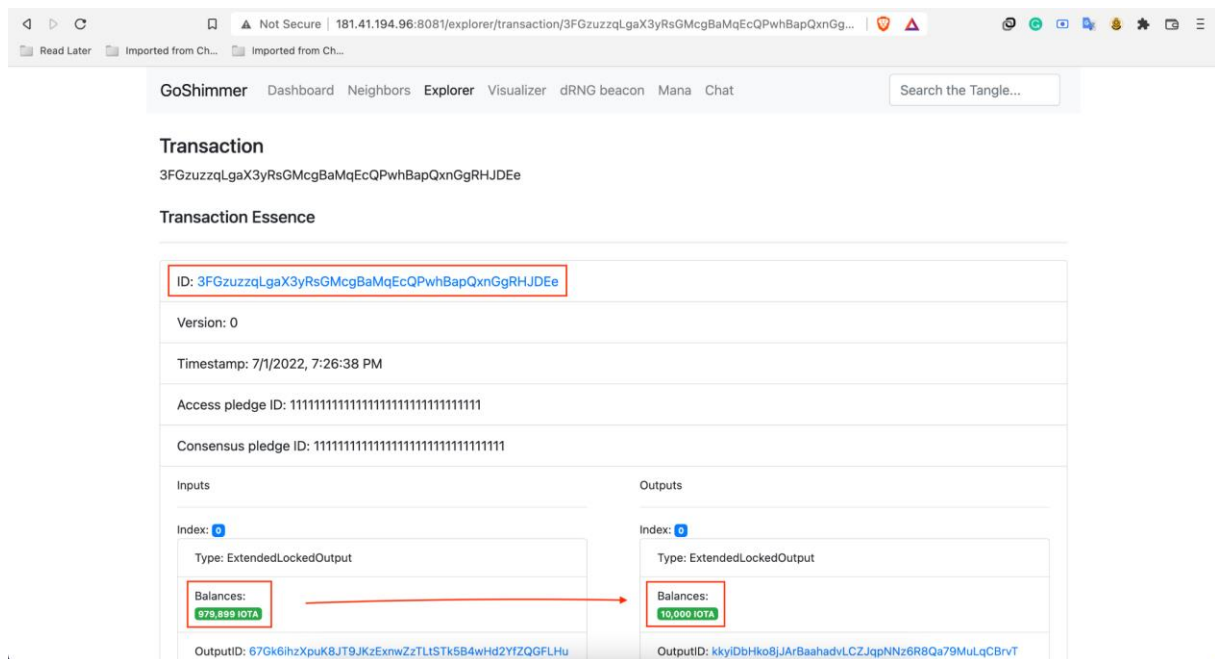 Not Secure | 181.41.194.96:8081/explorer/transaction/3FGzuzzqLgaX3yRsGMcgBaMqEcQPwhBapQxnGg...
Read Later Imported from Ch... Imported from Ch...
GoShimmer Dashboard Neighbors Explorer Visualizer dRNG beacon Mana Chat Search the Tangle...
Transaction
3FGzuzzqLgaX3yRsGMcgBaMqEcQPwhBapQxnGgRHJDEe
Transaction Essence
ID: 3FGzuzzqLgaX3yRsGMcgBaMqEcQPwhBapQxnGgRHJDEe
Version: 0
Timestamp: 7/1/2022, 7:26:38 PM
Access pledge ID: 11111111111111111111111111111111
Consensus pledge ID: 11111111111111111111111111111111
Inputs
Index: 0
Type: ExtendedLockedOutput
Balances:
979,899 IOTA
OutputID: 67Gk6ihzXpuK8JT9JKzExnwZzTLtSTk5B4wHd2YfZQGFLHu
Outputs
Index: 0
Type: ExtendedLockedOutput
Balances:
10,000 IOTA
OutputID: kkyiDbHko8jJArBaahadvLCZJqpNNz6R8Qa79MuLqCBrvT